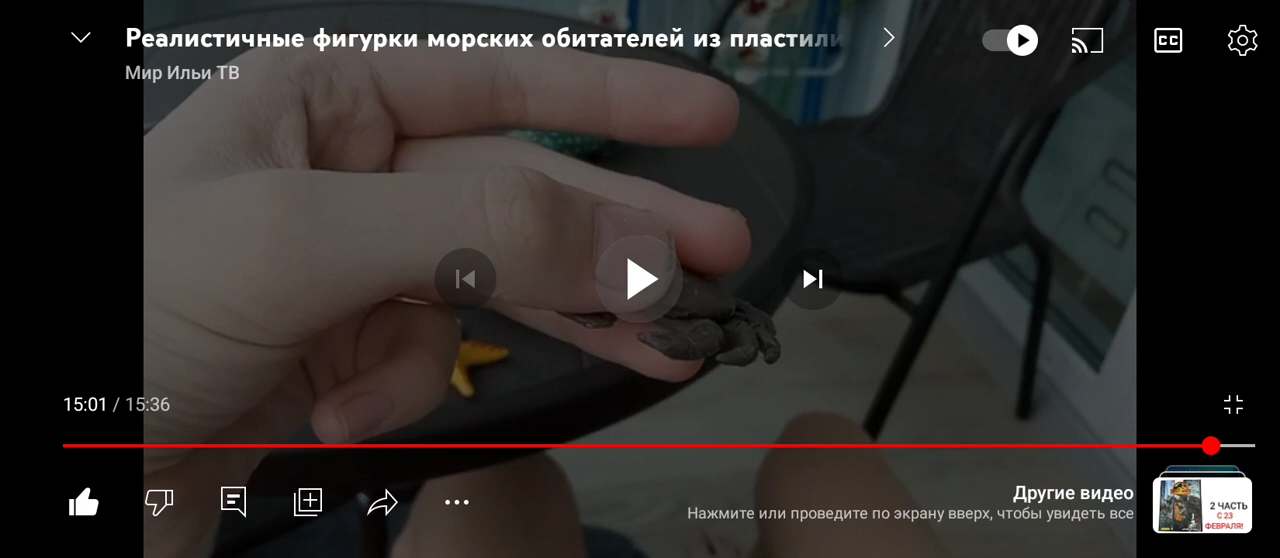 Реалистичные фигурки морских обитателей из пластили
Мир Ильи ТВ
CC
15:01 / 15:36
Другие видео
Нажмите или проведите по экрану вверх, чтобы увидеть все
2 ЧАСТЬ
С 23
ФЕВРАЛЯ!